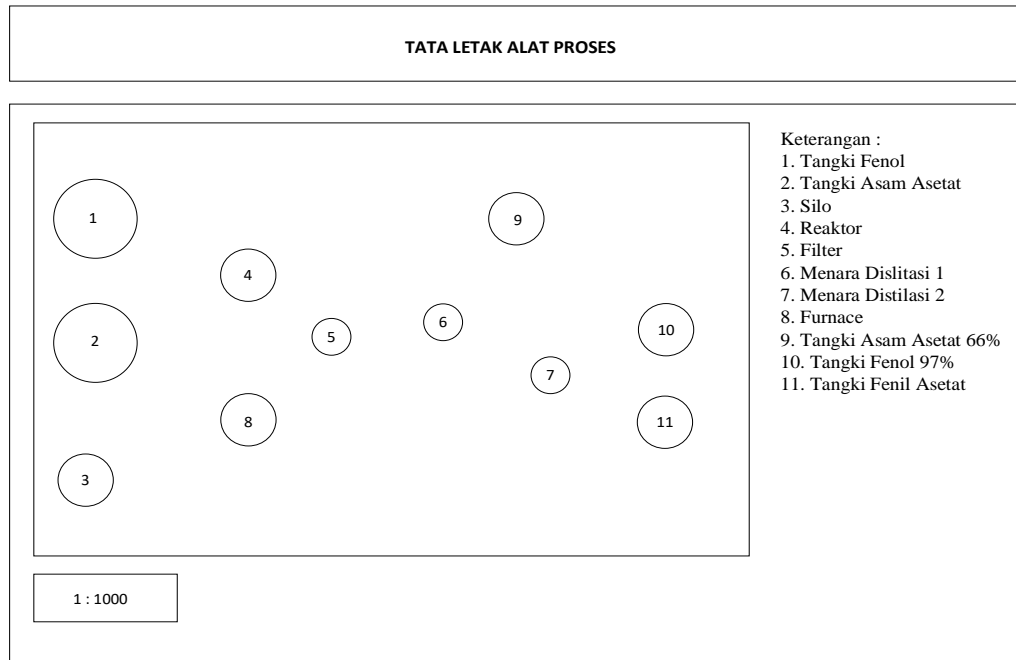 TATA LETAK ALAT PROSES
Keterangan :
1. Tangki Fenol
2. Tangki Asam Asetat
3. Silo
4. Reaktor
5. Filter
6. Menara Dislitasi 1
7. Menara Distilasi 2
8. Furnace
9. Tangki Asam Asetat 66%
10. Tangki Fenol 97%
11. Tangki Fenil Asetat
1
9
4
6
10
5
2
7
8
11
3
1 : 1000